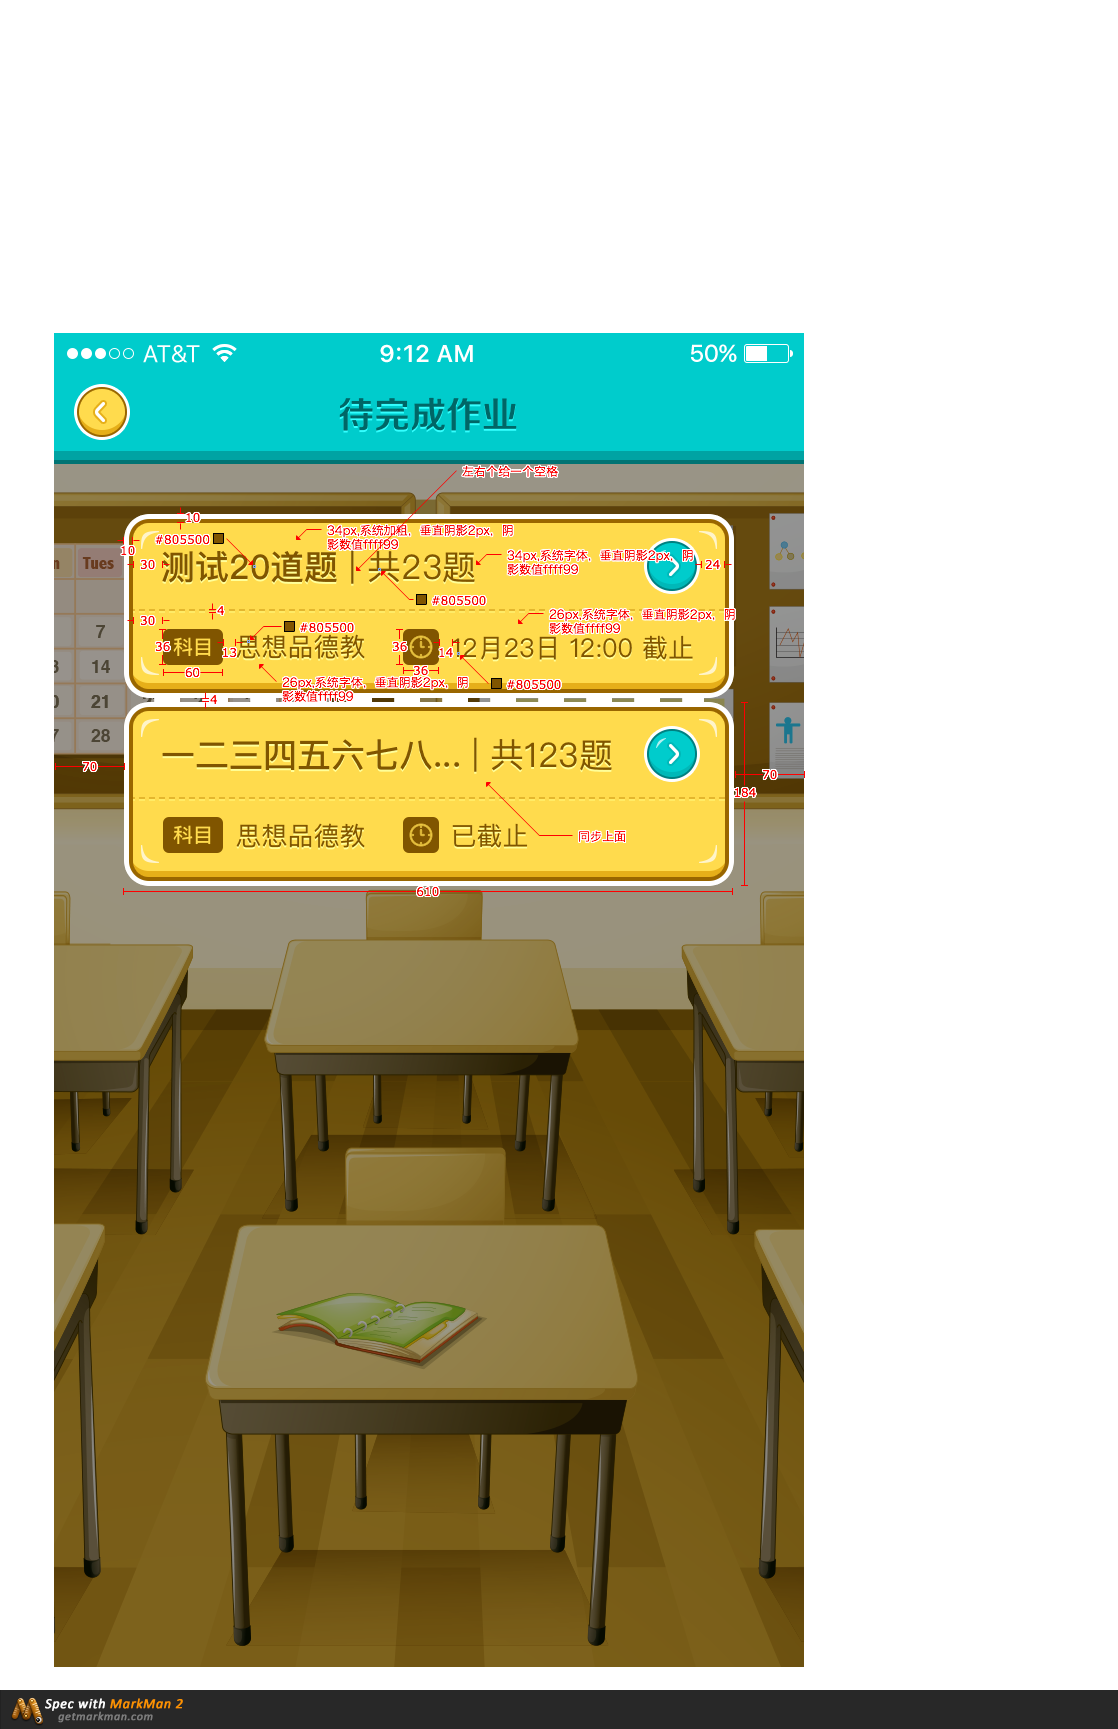 AT&T 9:12 AM 50%
待完成作业
左右个给一个空格
10
#805500
34px,系统加粗，垂直阴影2px，阴
影数值ffff99
10
30
测试20道题 | 共23题
34px,系统字体，垂直阴影2px，阴
影数值ffff99
24
Tues
#805500
4
30
#805500
26px,系统字体，垂直阴影2px，阴
影数值ffff99
7
36
科目
13
思想品德教
36
14
12月23日 12:00 截止
60
36
14
26px,系统字体，垂直阴影2px，阴
影数值ffff99
#805500
4
21
28
一二三四五六七八... | 共123题
70
70
184
科目 思想品德教 已截止
同步上面
610
Spec with MarkMan 2
getmarkman.com